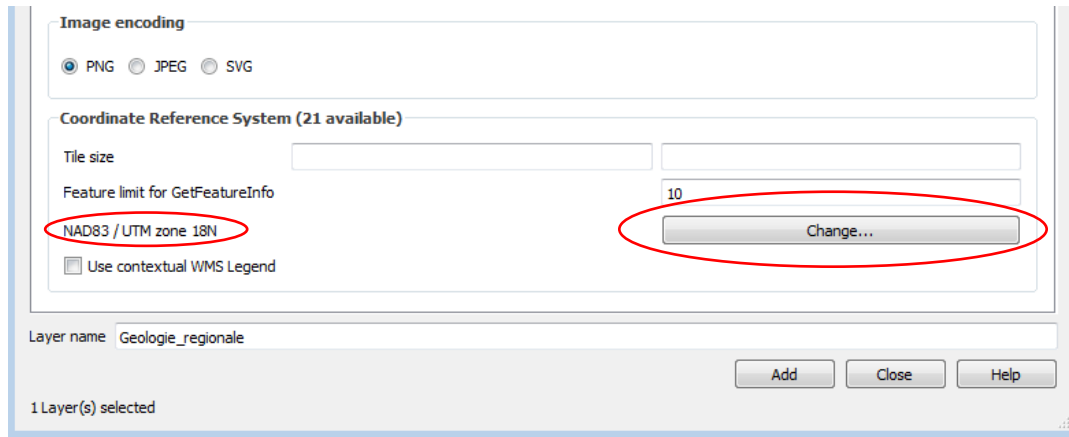 Image encoding
PNG JPEG SVG
Coordinate Reference System (21 available)
Tile size
Feature limit for GetFeatureInfo 10
NAD83 / UTM zone 18N Change...
Use contextual WMS Legend
Layer name Geologie_regionale
Add Close Help
1 Layer(s) selected